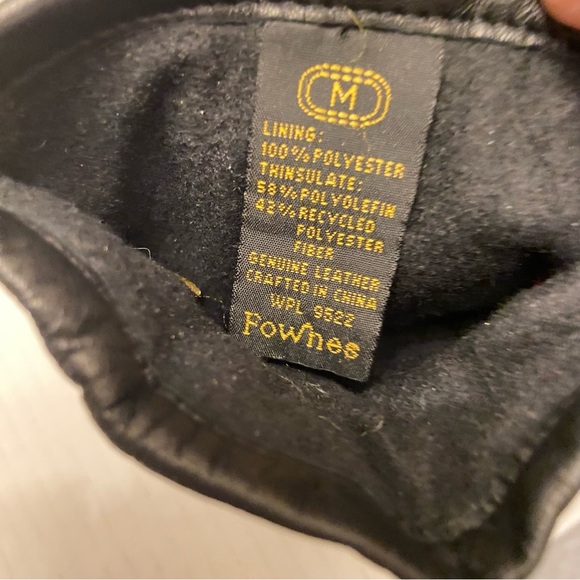 M
LINING:
100% POLYESTER
THINSULATE:
58% POLYOLEFIN
42% RECYCLED
POLYESTER
FIBER
GENUINE LEATHER
CRAFTED IN CHINA
WPL 9522
Fownes